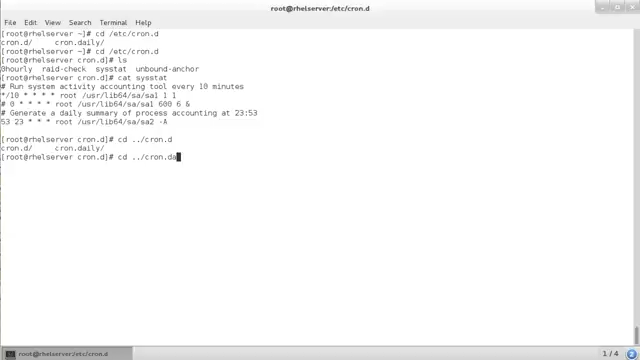 root@rhelserver:/etc/cron.d
File Edit View Search Terminal Help
[root@rhelserver ~]# cd /etc/cron.d
cron.d/ cron.daily/
[root@rhelserver ~]# cd /etc/cron.d
[root@rhelserver cron.d]# ls
0hourly raid-check sysstat unbound-anchor
[root@rhelserver cron.d]# cat sysstat
# Run system activity accounting tool every 10 minutes
*/10 * * * * root /usr/lib64/sa/sa1 1 1
# 0 * * * * root /usr/lib64/sa/sa1 600 6 &
# Generate a daily summary of process accounting at 23:53
53 23 * * * root /usr/lib64/sa/sa2 -A
[root@rhelserver cron.d]# cd ../cron.d
cron.d/ cron.daily/
[root@rhelserver cron.d]# cd ../cron.da
root@rhelserver:/etc/cron.d
1 / 4
2